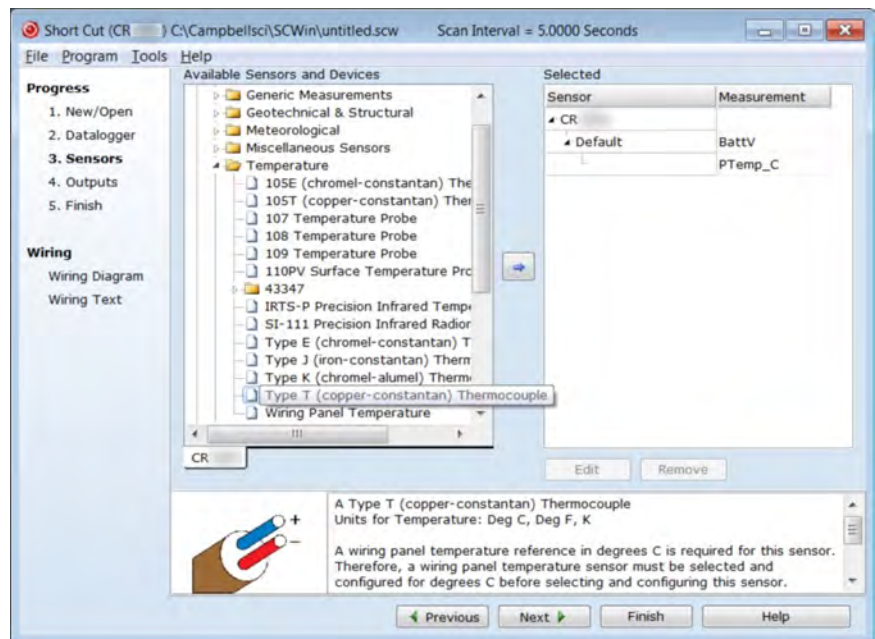 Short Cut (CR ) C:\Campbellsci\SCWin\untitled.scw Scan Interval = 5.0000 Seconds
File Program Tools Help
Progress
1. New/Open
2. Datalogger
3. Sensors
4. Outputs
5. Finish
Wiring
Wiring Diagram
Wiring Text
Available Sensors and Devices
Generic Measurements
Geotechnical & Structural
Meteorological
Miscellaneous Sensors
Temperature
105E (chromel-constantan) The
105T (copper-constantan) Ther
107 Temperature Probe
108 Temperature Probe
109 Temperature Probe
110PV Surface Temperature Pro
43347
IRTS-P Precision Infrared Tempe
SI-111 Precision Infrared Radior
Type E (chromel-constantan) T
Type J (iron-constantan) Therm
Type K (chromel-alumel) Therm
Type T (copper-constantan) Thermocouple
Wiring Panel Temperature
CR
Selected
Sensor Measurement
CR
Default BattV
PTemp_C
Edit Remove
+
-
A Type T (copper-constantan) Thermocouple
Units for Temperature: Deg C, Deg F, K
A wiring panel temperature reference in degrees C is required for this sensor.
Therefore, a wiring panel temperature sensor must be selected and
configured for degrees C before selecting and configuring this sensor.
Previous Next Finish Help